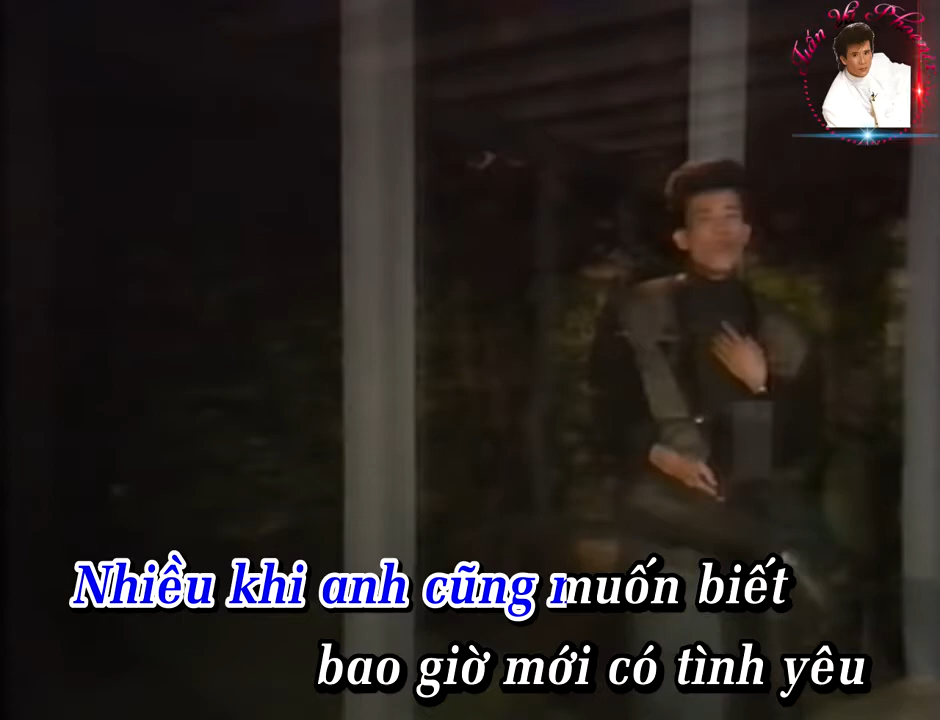 Nhiều khi anh cũng muốn biết
bao giờ mới có tình yêu